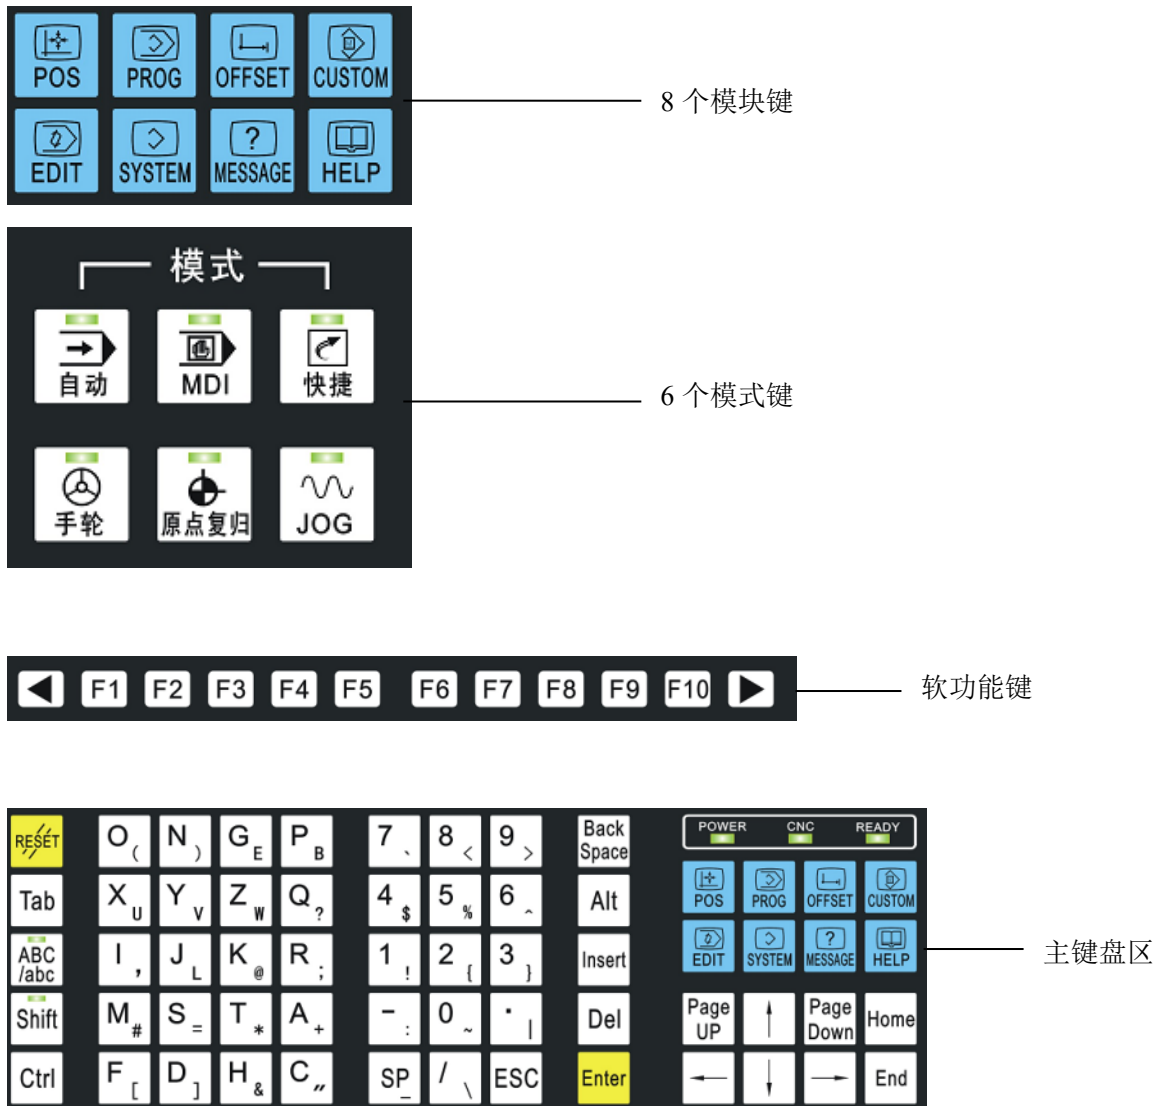 POS PROG OFFSET CUSTOM
8 个模块键
EDIT SYSTEM MESSAGE HELP
模式
自动 MDI 快捷
6 个模式键
手轮 原点复归 JOG
F1 F2 F3 F4 F5 F6 F7 F8 F9 F10
软功能键
RESET O ( N ) G E P B 7 、 8 < 9 > Back Space POWER CNC READY
Tab X U Y V Z W Q ? 4 $ 5 % 6 ^ Alt POS PROG OFFSET CUSTOM
ABC /abc I , J L K @ R ; 1 ! 2 { 3 } Insert EDIT SYSTEM MESSAGE HELP
主键盘区
Shift M # S = T * A + - : 0 ~ . | Del Page UP ↑ Page Down Home
Ctrl F [ D ] H & C " SP _ / \ ESC Enter ← ↓ → End